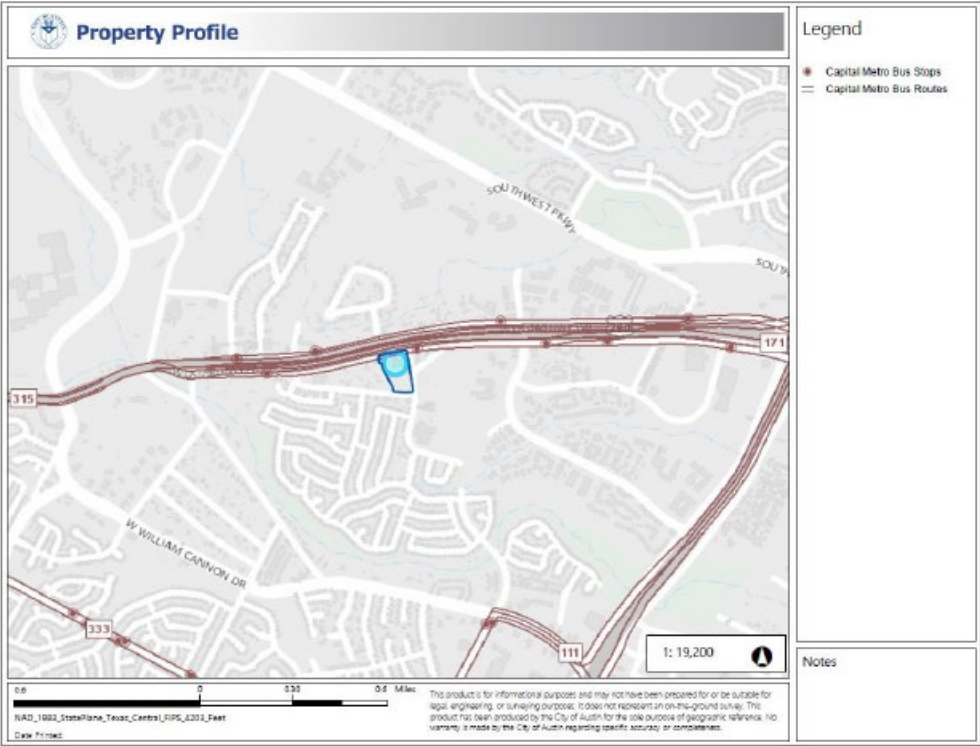 Property Profile
Legend
Capital Metro Bus Stops
Capital Metro Bus Routes
SOUTHWEST PKWY
SOUTH
171
315
W WILLIAM CANNON DR
333
111
1: 19,200
Notes
0.6 0 0.30 0.6 Miles
NAD_1983_StatePlane_Texas_Central_FIPS_4203_Feet
Date Printed:
This product is for informational purposes and may not have been prepared for or be suitable for
legal, engineering, or surveying purposes. It does not represent an on-the-ground survey. This
product has been produced by the City of Austin for the sole purpose of geographic reference. No
warranty is made by the City of Austin regarding specific accuracy or completeness.